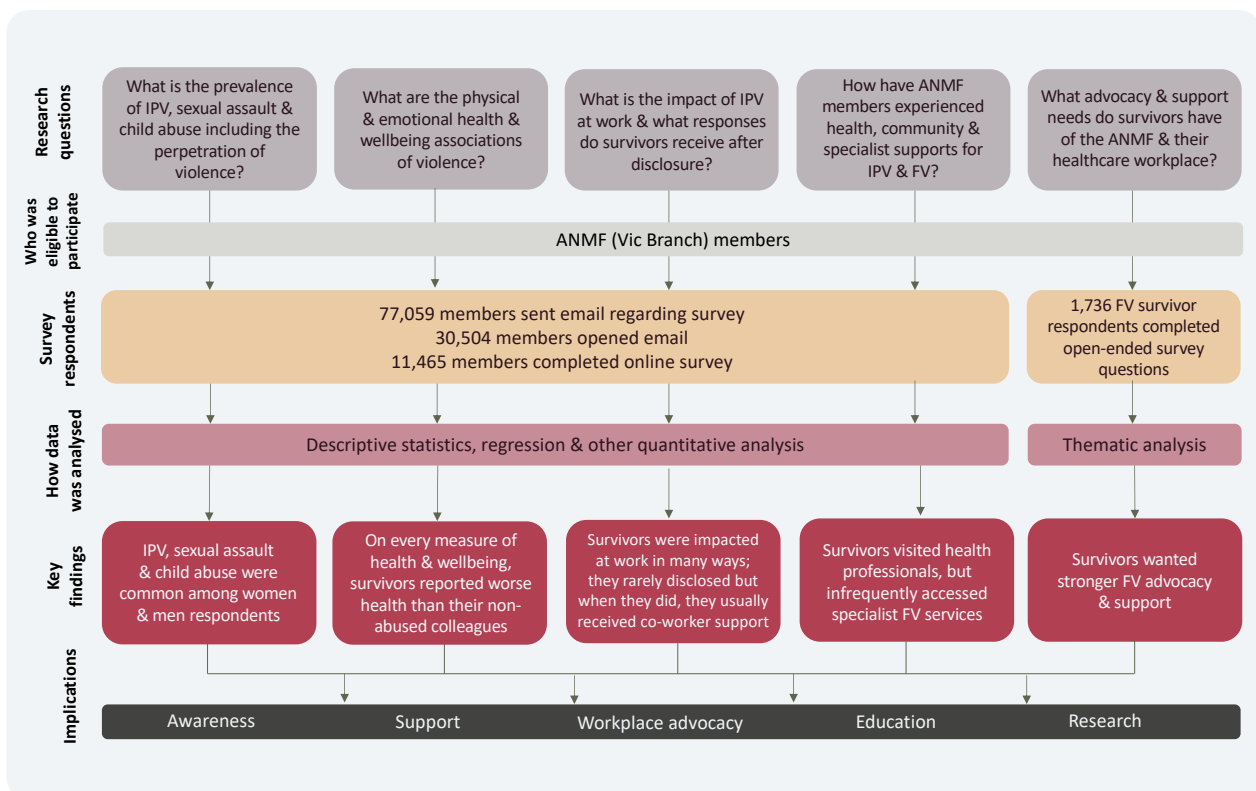 Research
questions
What is the prevalence
of IPV, sexual assault &
child abuse including the
perpetration of
violence?
What are the physical
& emotional health &
wellbeing associations
of violence?
What is the impact of IPV
at work & what responses
do survivors receive after
disclosure?
How have ANMF
members experienced
health, community &
specialist supports for
IPV & FV?
What advocacy & support
needs do survivors have
of the ANMF & their
healthcare workplace?
Who was
eligible to
participate
ANMF (Vic Branch) members
Survey
respondents
77,059 members sent email regarding survey
30,504 members opened email
11,465 members completed online survey
1,736 FV survivor
respondents completed
open-ended survey
questions
How data
was analysed
Descriptive statistics, regression & other quantitative analysis
Thematic analysis
Key
findings
IPV, sexual assault
& child abuse were
common among women
& men respondents
On every measure of
health & wellbeing,
survivors reported worse
health than their non-
abused colleagues
Survivors were impacted
at work in many ways;
they rarely disclosed but
when they did, they usually
received co-worker support
Survivors visited health
professionals, but
infrequently accessed
specialist FV services
Survivors wanted
stronger FV advocacy
& support
Implications
Awareness
Support
Workplace advocacy
Education
Research